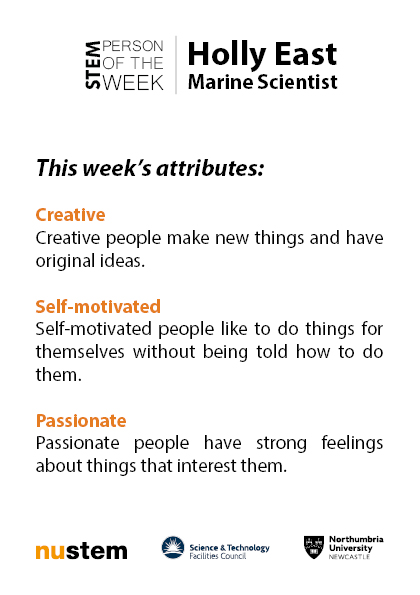 STEM
PERSON
OF THE
WEEK
Holly East
Marine Scientist
This week's attributes:
Creative
Creative people make new things and have
original ideas.
Self-motivated
Self-motivated people like to do things for
themselves without being told how to do
them.
Passionate
Passionate people have strong feelings
about things that interest them.
nustem
Science & Technology
Facilities Council
Northumbria
University
NEWCASTLE